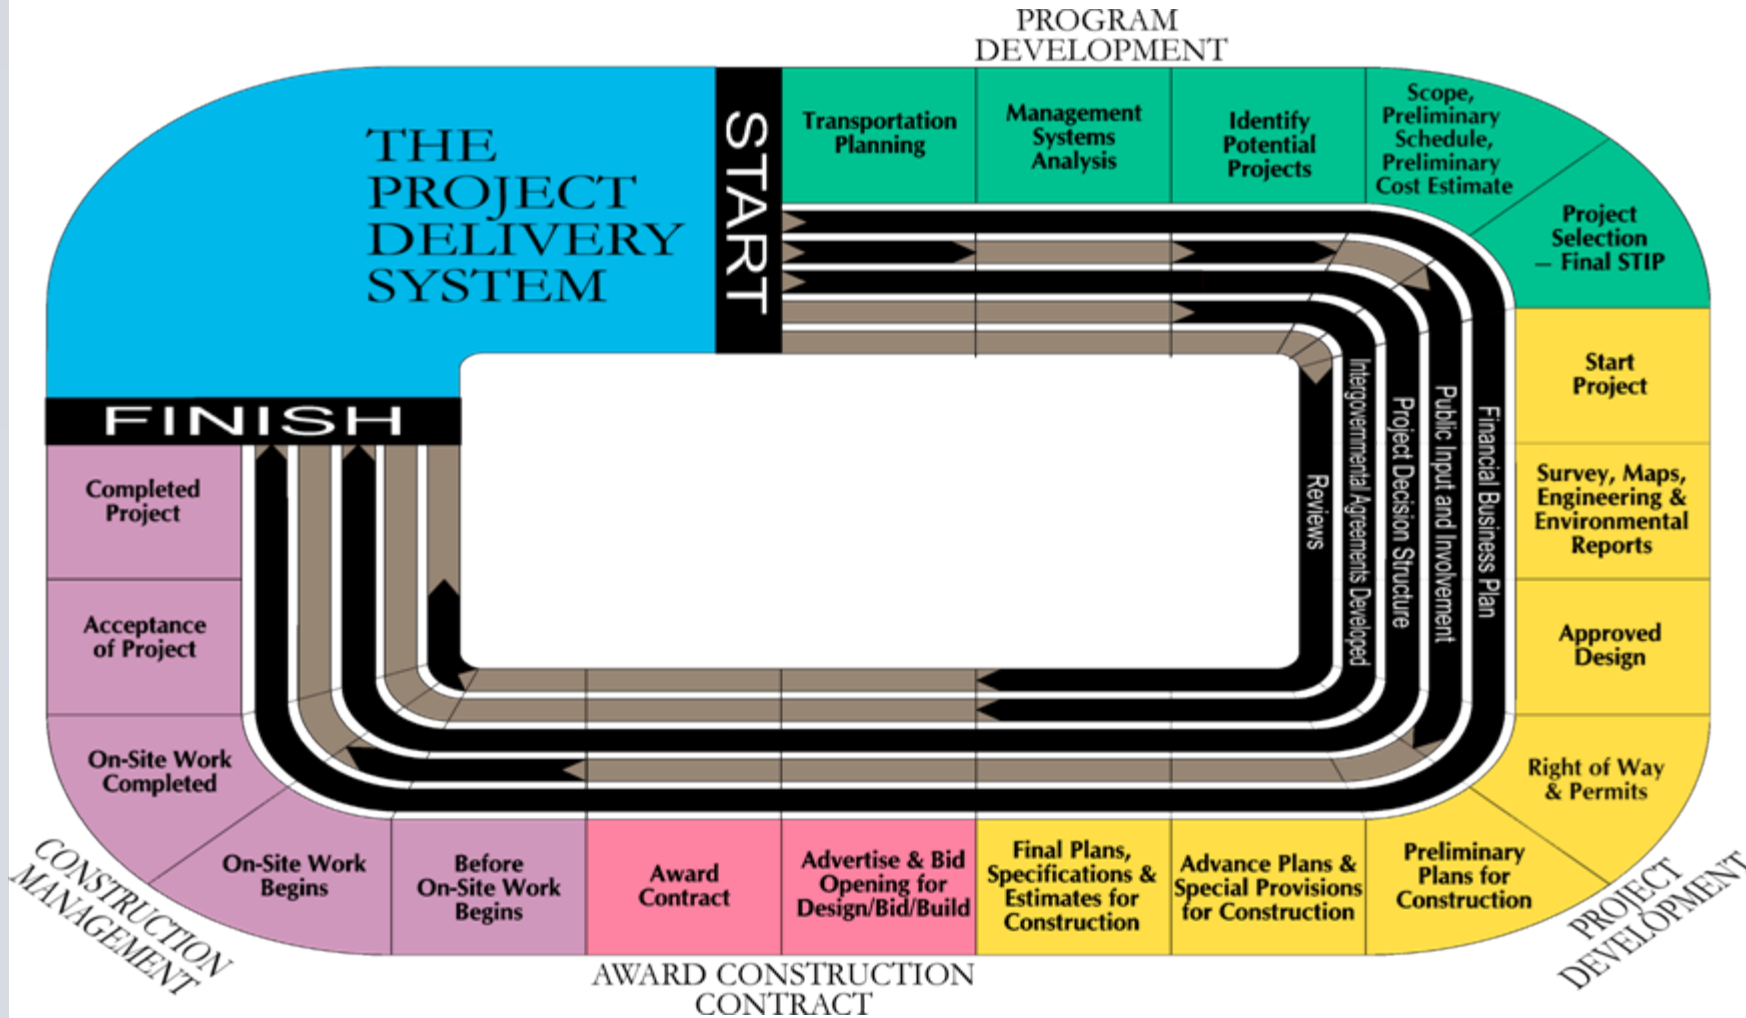 PROGRAM
DEVELOPMENT
THE
PROJECT
DELIVERY
SYSTEM
START
Transportation
Planning
Management
Systems
Analysis
Identify
Potential
Projects
Scope,
Preliminary
Schedule,
Preliminary
Cost Estimate
Project
Selection
– Final STIP
Start
Project
Survey, Maps,
Engineering &
Environmental
Reports
Approved
Design
Right of Way
& Permits
PROJECT
DEVELOPMENT
Preliminary
Plans for
Construction
Advance Plans &
Special Provisions
for Construction
Final Plans,
Specifications &
Estimates for
Construction
Advertise & Bid
Opening for
Design/Bid/Build
Award
Contract
AWARD CONSTRUCTION
CONTRACT
Before
On-Site Work
Begins
On-Site Work
Begins
CONSTRUCTION
MANAGEMENT
On-Site Work
Completed
Acceptance
of Project
Completed
Project
FINISH
Reviews
Intergovernmental Agreements Developed
Project Decision Structure
Public Input and Involvement
Financial Business Plan